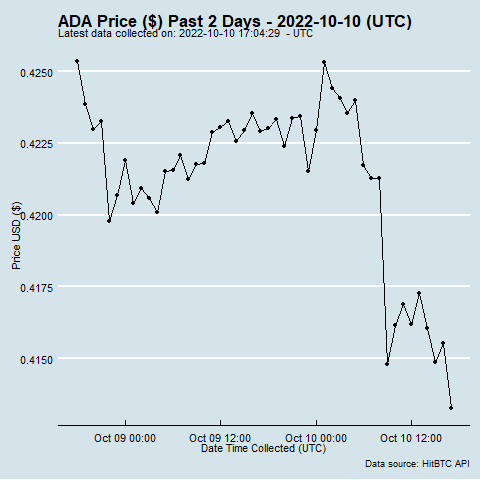 ADA Price ($) Past 2 Days - 2022-10-10 (UTC)
Latest data collected on: 2022-10-10 17:04:29 - UTC
0.4250
0.4225
0.4200
0.4175
0.4150
Price USD ($)
Oct 09 00:00
Oct 09 12:00
Oct 10 00:00
Oct 10 12:00
Date Time Collected (UTC)
Data source: HitBTC API